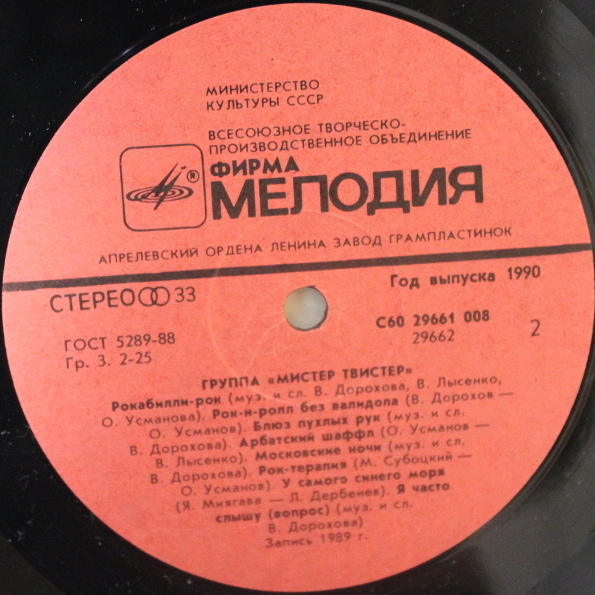 МИНИСТЕРСТВО
КУЛЬТУРЫ СССР
ВСЕСОЮЗНОЕ ТВОРЧЕСКО-
ПРОИЗВОДСТВЕННОЕ ОБЪЕДИНЕНИЕ
ФИРМА
®
МЕЛОДИЯ
АПРЕЛЕВСКИЙ ОРДЕНА ЛЕНИНА ЗАВОД ГРАМПЛАСТИНОК
СТЕРЕО 33
Год выпуска 1990
ГОСТ 5289-88
Гр. 3. 2-25
С60 29661 008
29662
2
ГРУППА «МИСТЕР ТВИСТЕР»
Рокабилли-рок (муз. и сл. В. Дорохова, В. Лысенко,
О. Усманова). Рок-н-ролл без валидола (В. Дорохов —
О. Усманов). Блюз пухлых рук (муз. и сл.
В. Дорохова). Арбатский шаффл (О. Усманов —
В. Лысенко). Московские ночи (муз. и сл.
В. Дорохова). Рок-терапия (М. Субоцкий —
О. Усманов). У самого синего моря
(Я. Миягава — Л. Дербенев). Я часто
слышу (вопрос) (муз. и сл.
В. Дорохова)
Запись 1989 г.